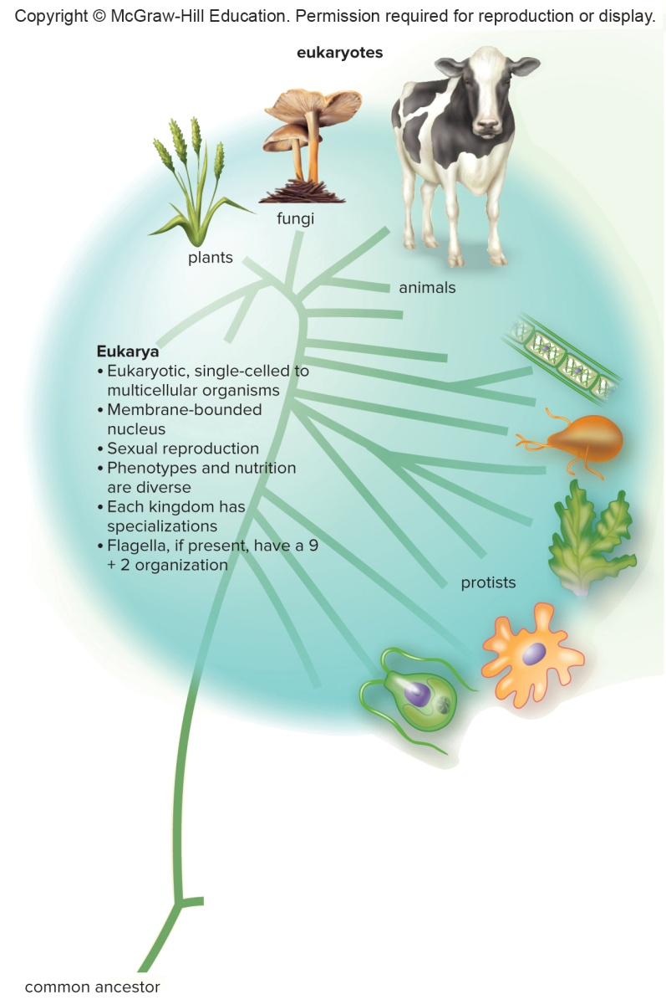 Copyright © McGraw-Hill Education. Permission required for reproduction or display.
eukaryotes
fungi
plants
animals
Eukarya
• Eukaryotic, single-celled to
multicellular organisms
• Membrane-bounded
nucleus
• Sexual reproduction
• Phenotypes and nutrition
are diverse
• Each kingdom has
specializations
• Flagella, if present, have a 9
+ 2 organization
protists
common ancestor